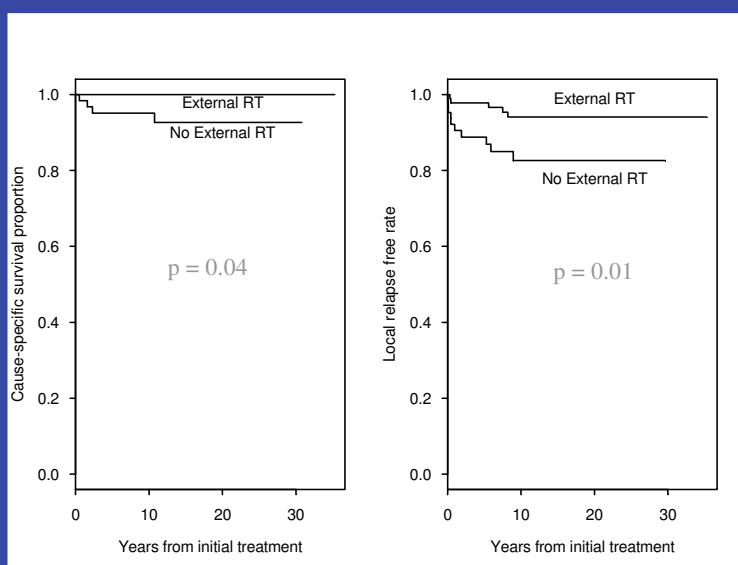 Cause-specific survival proportion
1.0
0.8
0.6
0.4
0.2
0.0
External RT
No External RT
p = 0.04
0 10 20 30
Years from initial treatment
Local relapse free rate
1.0
0.8
0.6
0.4
0.2
0.0
External RT
No External RT
p = 0.01
0 10 20 30
Years from initial treatment